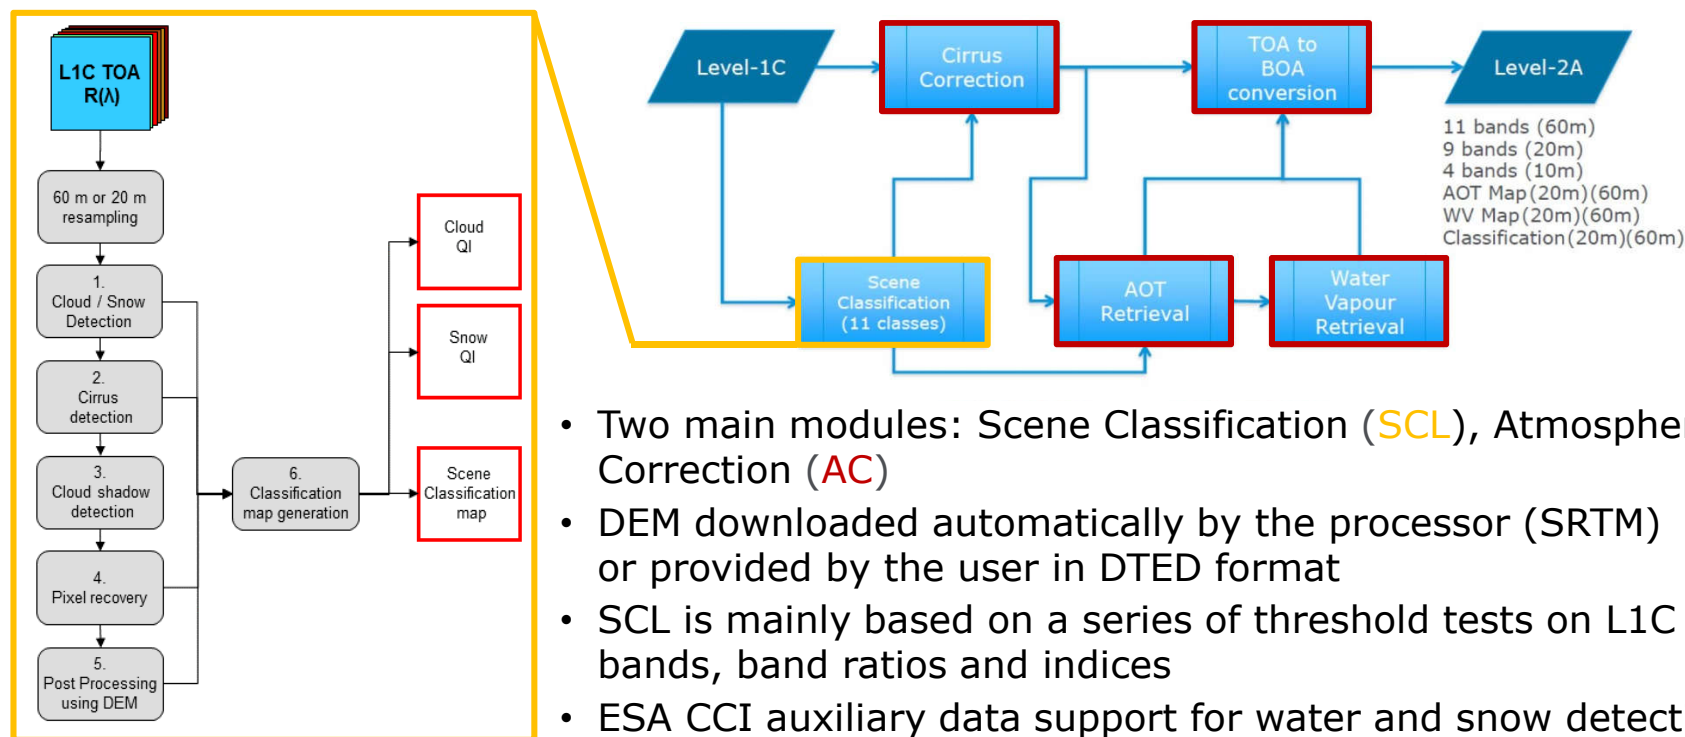 L1C TOA
R(λ)
60 m or 20 m
resampling
1.
Cloud / Snow
Detection
2.
Cirrus
detection
3.
Cloud shadow
detection
4.
Pixel recovery
5.
Post Processing
using DEM
6.
Classification
map generation
Cloud
QI
Snow
QI
Scene
Classification
map
Level-1C
Cirrus
Correction
TOA to
BOA
conversion
Level-2A
11 bands (60m)
9 bands (20m)
4 bands (10m)
AOT Map(20m)(60m)
WV Map(20m)(60m)
Classification(20m)(60m)
Scene
Classification
(11 classes)
AOT
Retrieval
Water
Vapour
Retrieval
• Two main modules: Scene Classification (SCL), Atmospher
Correction (AC)
• DEM downloaded automatically by the processor (SRTM)
or provided by the user in DTED format
• SCL is mainly based on a series of threshold tests on L1C
bands, band ratios and indices
• ESA CCI auxiliary data support for water and snow detect